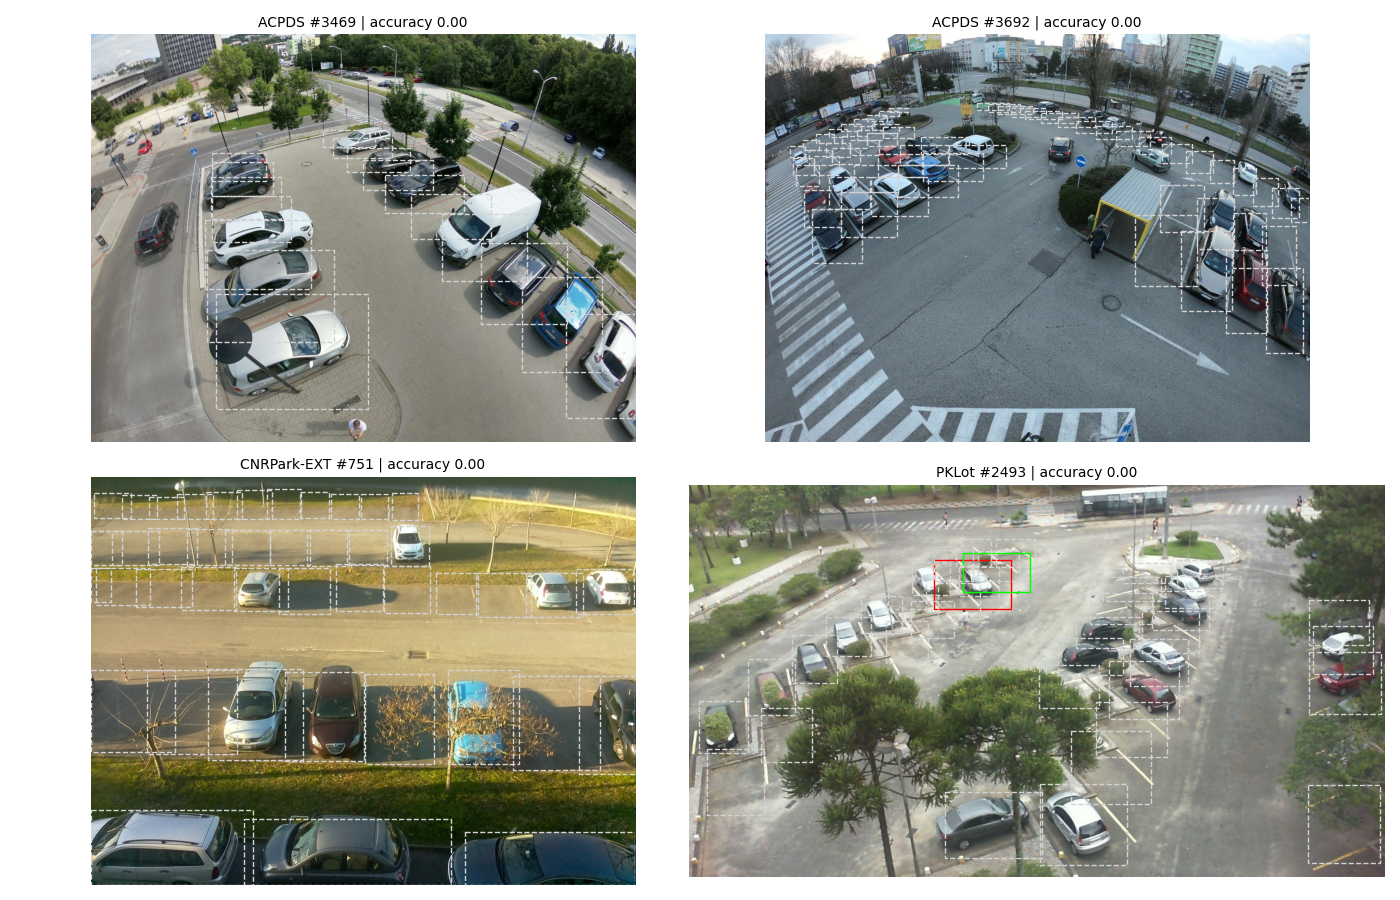 ACPDS #3469 | accuracy 0.00
ACPDS #3692 | accuracy 0.00
CNRPark-EXT #751 | accuracy 0.00
PKLot #2493 | accuracy 0.00